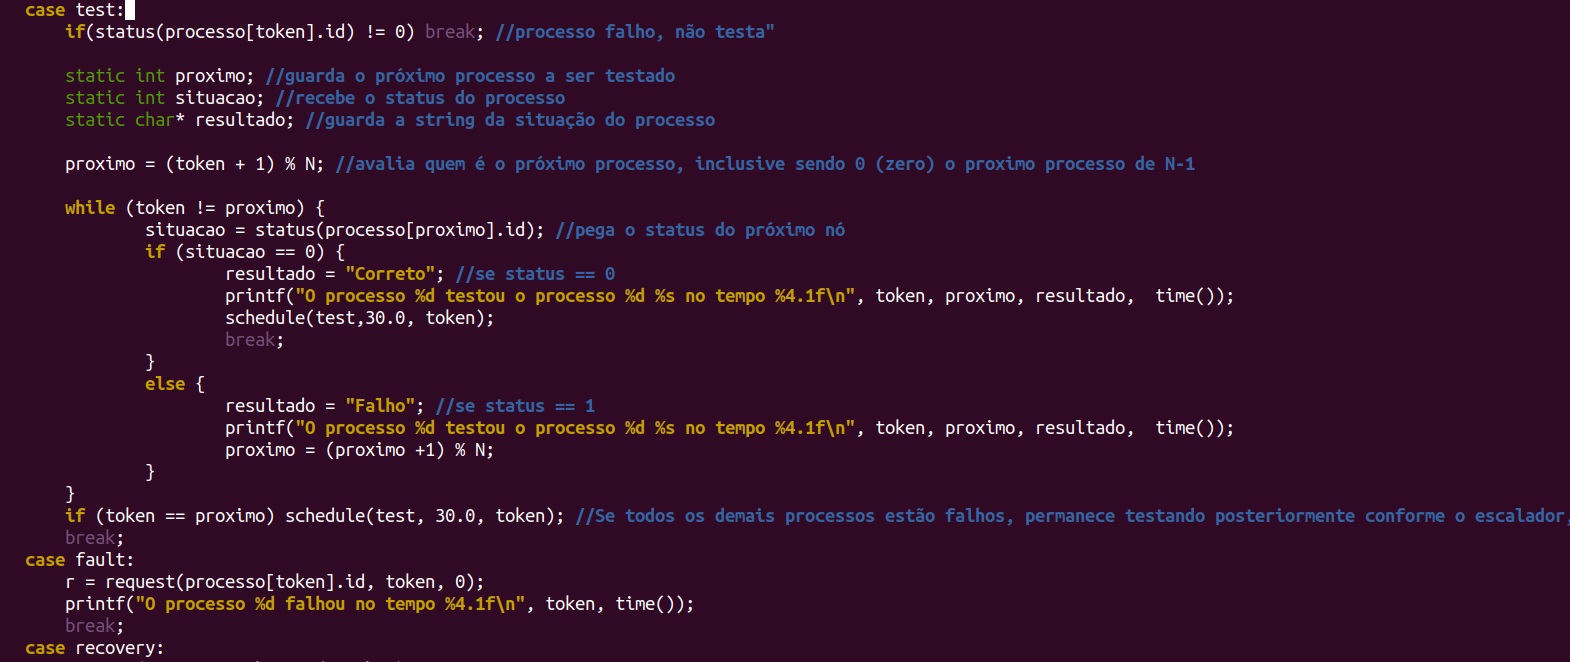 case test:
if(status(processo[token].id) != 0) break; //processo falho, não testa"
static int proximo; //guarda o próximo processo a ser testado
static int situacao; //recebe o status do processo
static char* resultado; //guarda a string da situação do processo
proximo = (token + 1) % N; //avalia quem é o próximo processo, inclusive sendo 0 (zero) o proximo processo de N-1
while (token != proximo) {
situacao = status(processo[proximo].id); //pega o status do próximo nó
if (situacao == 0) {
resultado = "Correto"; //se status == 0
printf("O processo %d testou o processo %d %s no tempo %4.1f\n", token, proximo, resultado,  time());
schedule(test,30.0, token);
break;
}
else {
resultado = "Falho"; //se status == 1
printf("O processo %d testou o processo %d %s no tempo %4.1f\n", token, proximo, resultado,  time());
proximo = (proximo +1) % N;
}
}
if (token == proximo) schedule(test, 30.0, token); //Se todos os demais processos estão falhos, permanece testando posteriormente conforme o escalador,
break;
case fault:
r = request(processo[token].id, token, 0);
printf("O processo %d falhou no tempo %4.1f\n", token, time());
break;
case recovery: